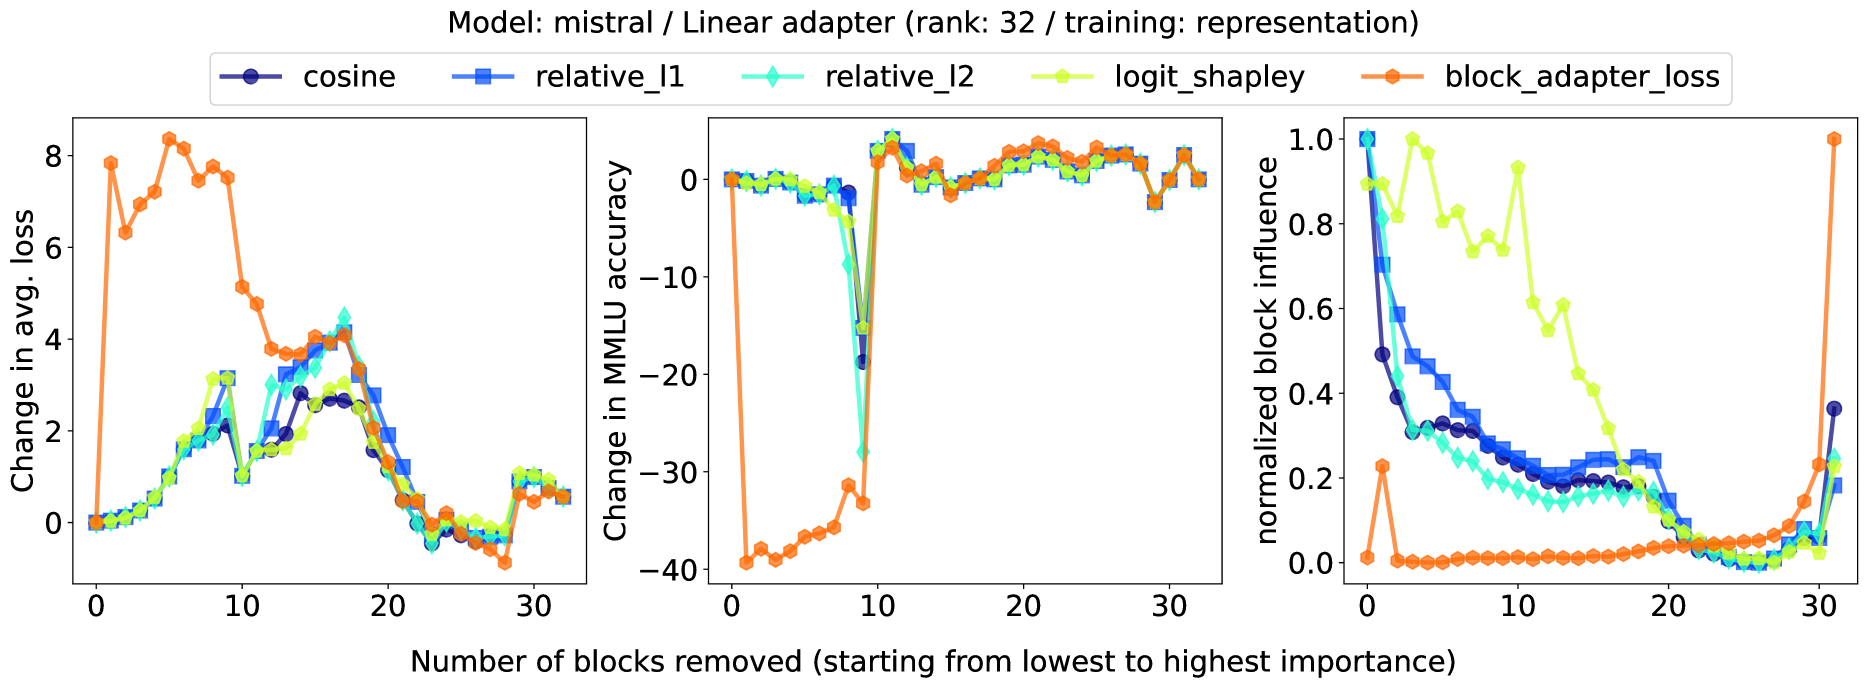 Model: mistral / Linear adapter (rank: 32 / training: representation)
cosine relative_l1 relative_l2 logit_shapley block_adapter_loss
Change in avg. loss
8
6
4
2
0
0 10 20 30
Change in MMLU accuracy
0
−10
−20
−30
−40
0 10 20 30
normalized block influence
1.0
0.8
0.6
0.4
0.2
0.0
0 10 20 30
Number of blocks removed (starting from lowest to highest importance)